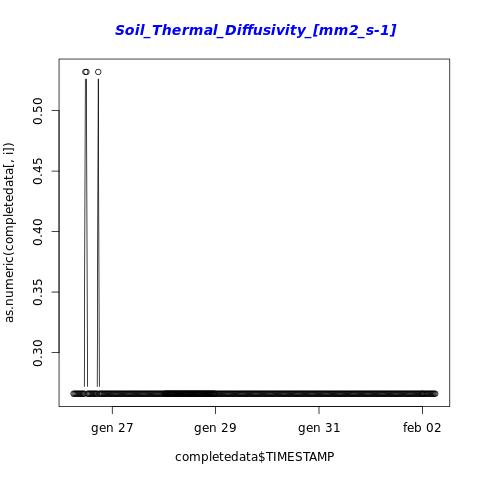 Soil_Thermal_Diffusivity_[mm2_s-1]
as.numeric(completedata[, i])
0.50
0.45
0.40
0.35
0.30
gen 27
gen 29
gen 31
feb 02
completedata$TIMESTAMP